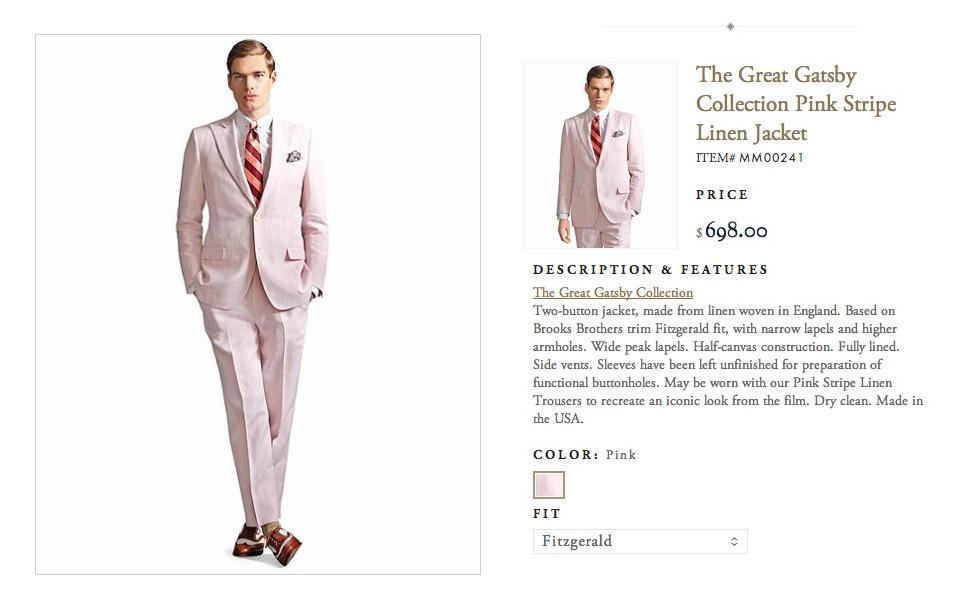 The Great Gatsby
Collection Pink Stripe
Linen Jacket
ITEM# MM00241
PRICE
$698.00
DESCRIPTION & FEATURES
The Great Gatsby Collection
Two-button jacket, made from linen woven in England. Based on
Brooks Brothers trim Fitzgerald fit, with narrow lapels and higher
armholes. Wide peak lapels. Half-canvas construction. Fully lined.
Side vents. Sleeves have been left unfinished for preparation of
functional buttonholes. May be worn with our Pink Stripe Linen
Trousers to recreate an iconic look from the film. Dry clean. Made in
the USA.
COLOR: Pink
FIT
Fitzgerald